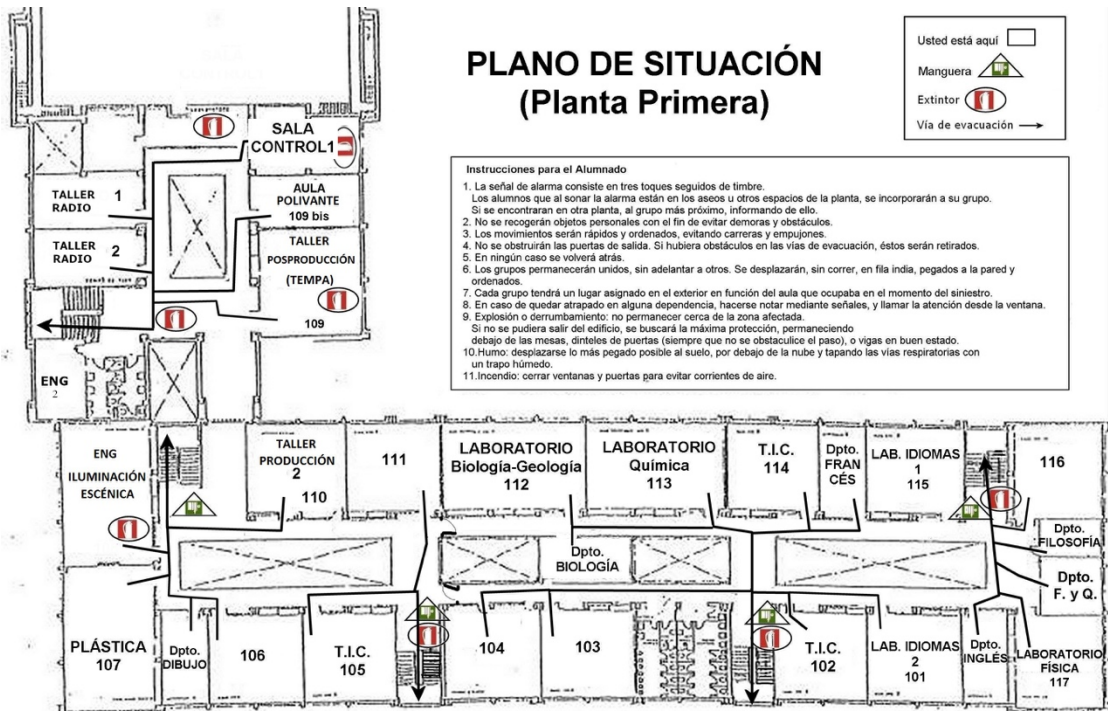 PLANO DE SITUACIÓN
(Planta Primera)
Usted está aquí
Manguera
Extintor
Vía de evacuación
Instrucciones para el Alumnado
1. La señal de alarma consiste en tres toques seguidos de timbre.
Los alumnos que al sonar la alarma están en los aseos u otros espacios de la planta, se incorporarán a su grupo.
Si se encontraran en otra planta, al grupo más próximo, informando de ello.
2. No se recogerán objetos personales con el fin de evitar demoras y obstáculos.
3. Los movimientos serán rápidos y ordenados, evitando carreras y empujones.
4. No se obstruirán las puertas de salida. Si hubiera obstáculos en las vías de evacuación, éstos serán retirados.
5. En ningún caso se volverá atrás.
6. Los grupos permanecerán unidos, sin adelantar a otros. Se desplazarán, sin correr, en fila india, pegados a la pared y
ordenados.
7. Cada grupo tendrá un lugar asignado en el exterior en función del aula que ocupaba en el momento del siniestro.
8. En caso de quedar atrapado en alguna dependencia, hacerse notar mediante señales, y llamar la atención desde la ventana.
9. Explosión o derrumbamiento: no permanecer cerca de la zona afectada.
Si no se pudiera salir del edificio, se buscará la máxima protección, permaneciendo
debajo de las mesas, dinteles de puertas (siempre que no se obstaculice el paso), o vigas en buen estado.
10.Humo: desplazarse lo más pegado posible al suelo, por debajo de la nube y tapando las vías respiratorias con
un trapo húmedo.
11.Incendio: cerrar ventanas y puertas para evitar corrientes de aire.
SALA
CONTROL1
TALLER
RADIO
1
AULA
POLIVANTE
109 bis
TALLER
RADIO
2
TALLER
POSPRODUCCIÓN
(TEMPA)
109
ENG
2
ENG
ILUMINACIÓN
ESCÉNICA
TALLER
PRODUCCIÓN
2
110
111
LABORATORIO
Biología-Geología
112
LABORATORIO
Química
113
T.I.C.
114
Dpto.
FRAN
CÉS
LAB. IDIOMAS
1
115
116
Dpto.
FILOSOFÍA
Dpto.
F. y Q.
Dpto.
BIOLOGÍA
PLÁSTICA
107
Dpto.
DIBUJO
106
T.I.C.
105
104
103
T.I.C.
102
LAB. IDIOMAS
2
101
Dpto.
INGLÉS
LABORATORIO
FÍSICA
117